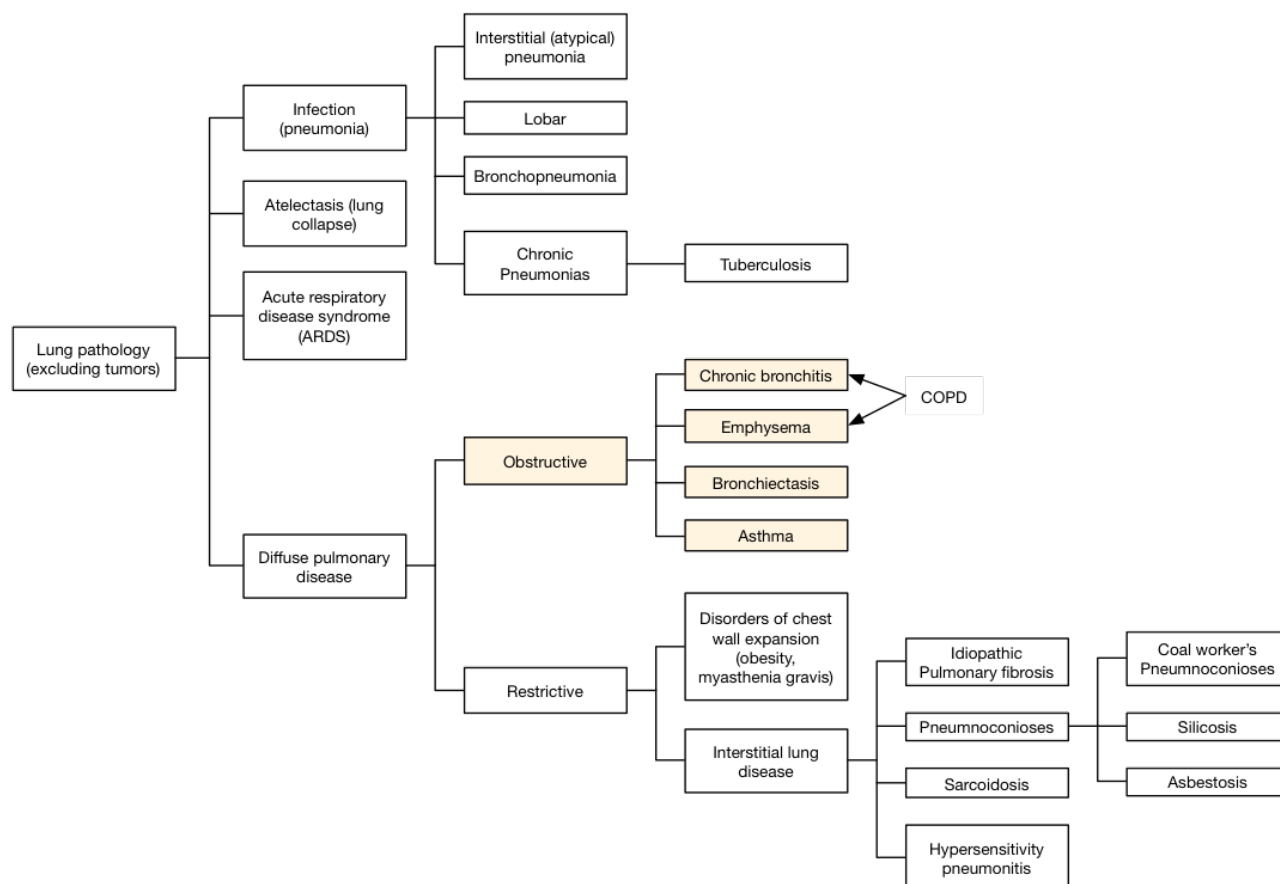 Interstitial (atypical)
pneumonia
Infection
(pneumonia)
Lobar
Bronchopneumonia
Atelectasis (lung
collapse)
Chronic
Pneumonias
Tuberculosis
Acute respiratory
disease syndrome
(ARDS)
Lung pathology
(excluding tumors)
Chronic bronchitis
COPD
Emphysema
Obstructive
Bronchiectasis
Asthma
Diffuse pulmonary
disease
Disorders of chest
wall expansion
(obesity,
myasthenia gravis)
Restrictive
Interstitial lung
disease
Idiopathic
Pulmonary fibrosis
Pneumnoconioses
Sarcoidosis
Hypersensitivity
pneumonitis
Coal worker's
Pneumnoconioses
Silicosis
Asbestosis